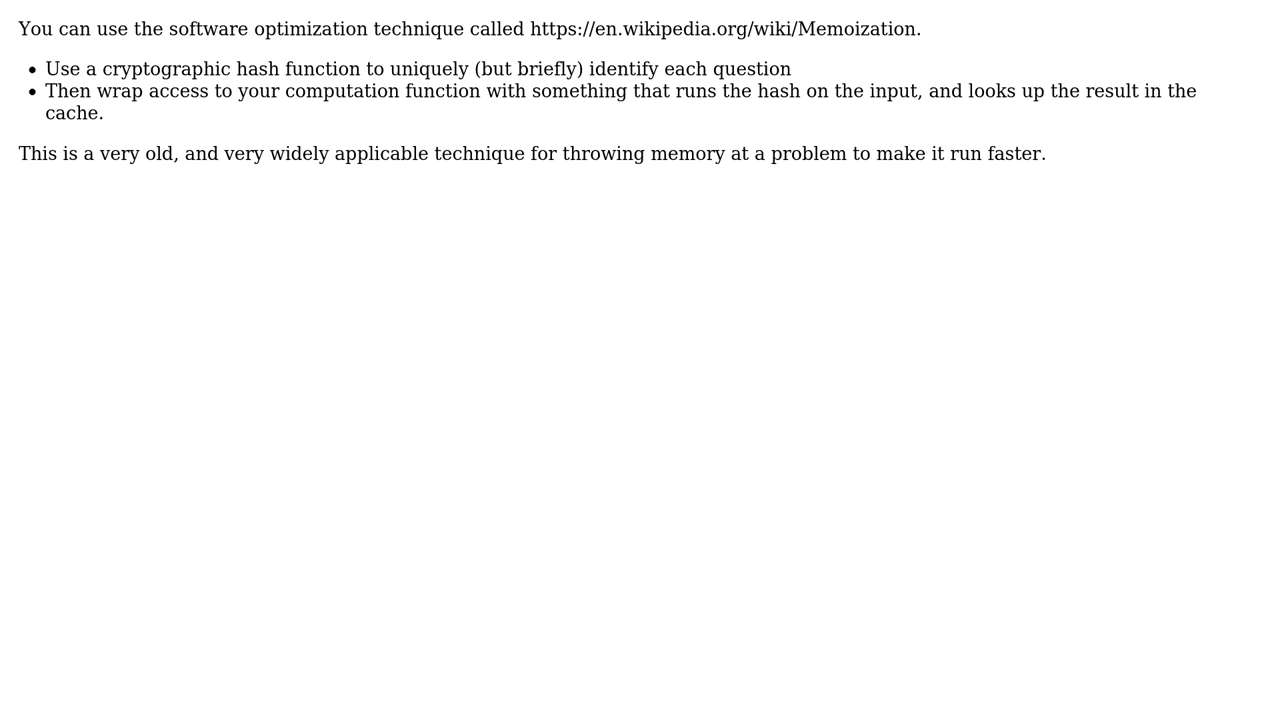 You can use the software optimization technique called https://en.wikipedia.org/wiki/Memoization.
• Use a cryptographic hash function to uniquely (but briefly) identify each question
• Then wrap access to your computation function with something that runs the hash on the input, and looks up the result in the
cache.
This is a very old, and very widely applicable technique for throwing memory at a problem to make it run faster.